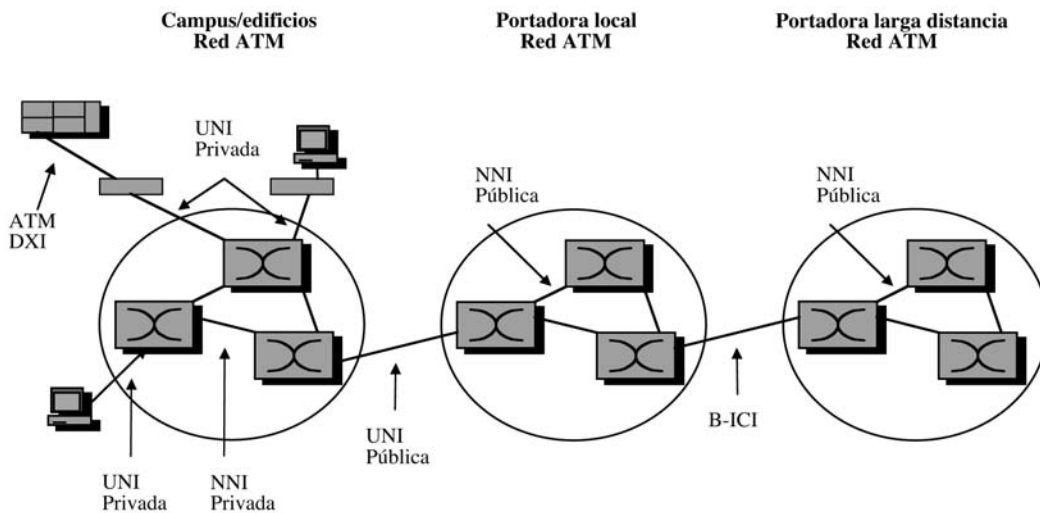 Campus/edificios
Red ATM
Portadora local
Red ATM
Portadora larga distancia
Red ATM
UNI
Privada
ATM
DXI
NNI
Pública
NNI
Pública
UNI
Privada
NNI
Privada
UNI
Pública
B-ICI